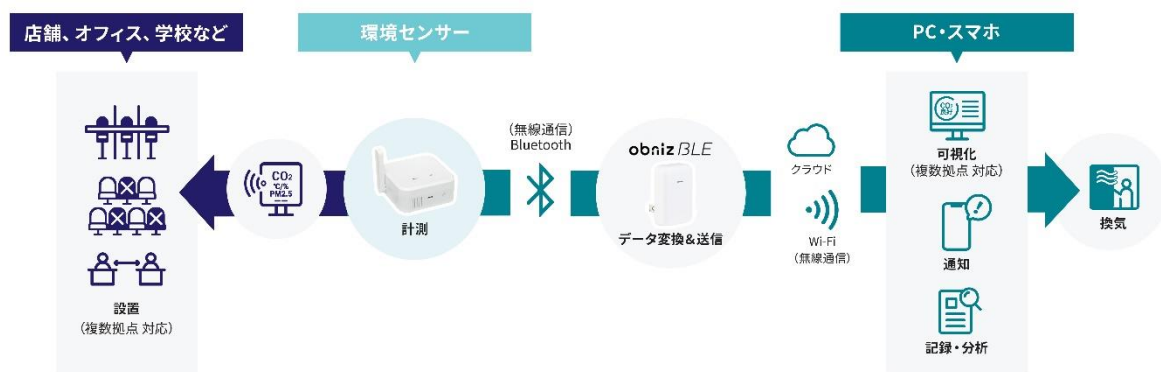 店舗、オフィス、学校など
環境センサー
PC・スマホ
設置
(複数拠点 対応)
CO₂
℃/%
PM2.5
計測
(無線通信)
Bluetooth
obniz BLE
データ変換&送信
クラウド
Wi-Fi
(無線通信)
可視化
(複数拠点 対応)
通知
記録・分析
換気